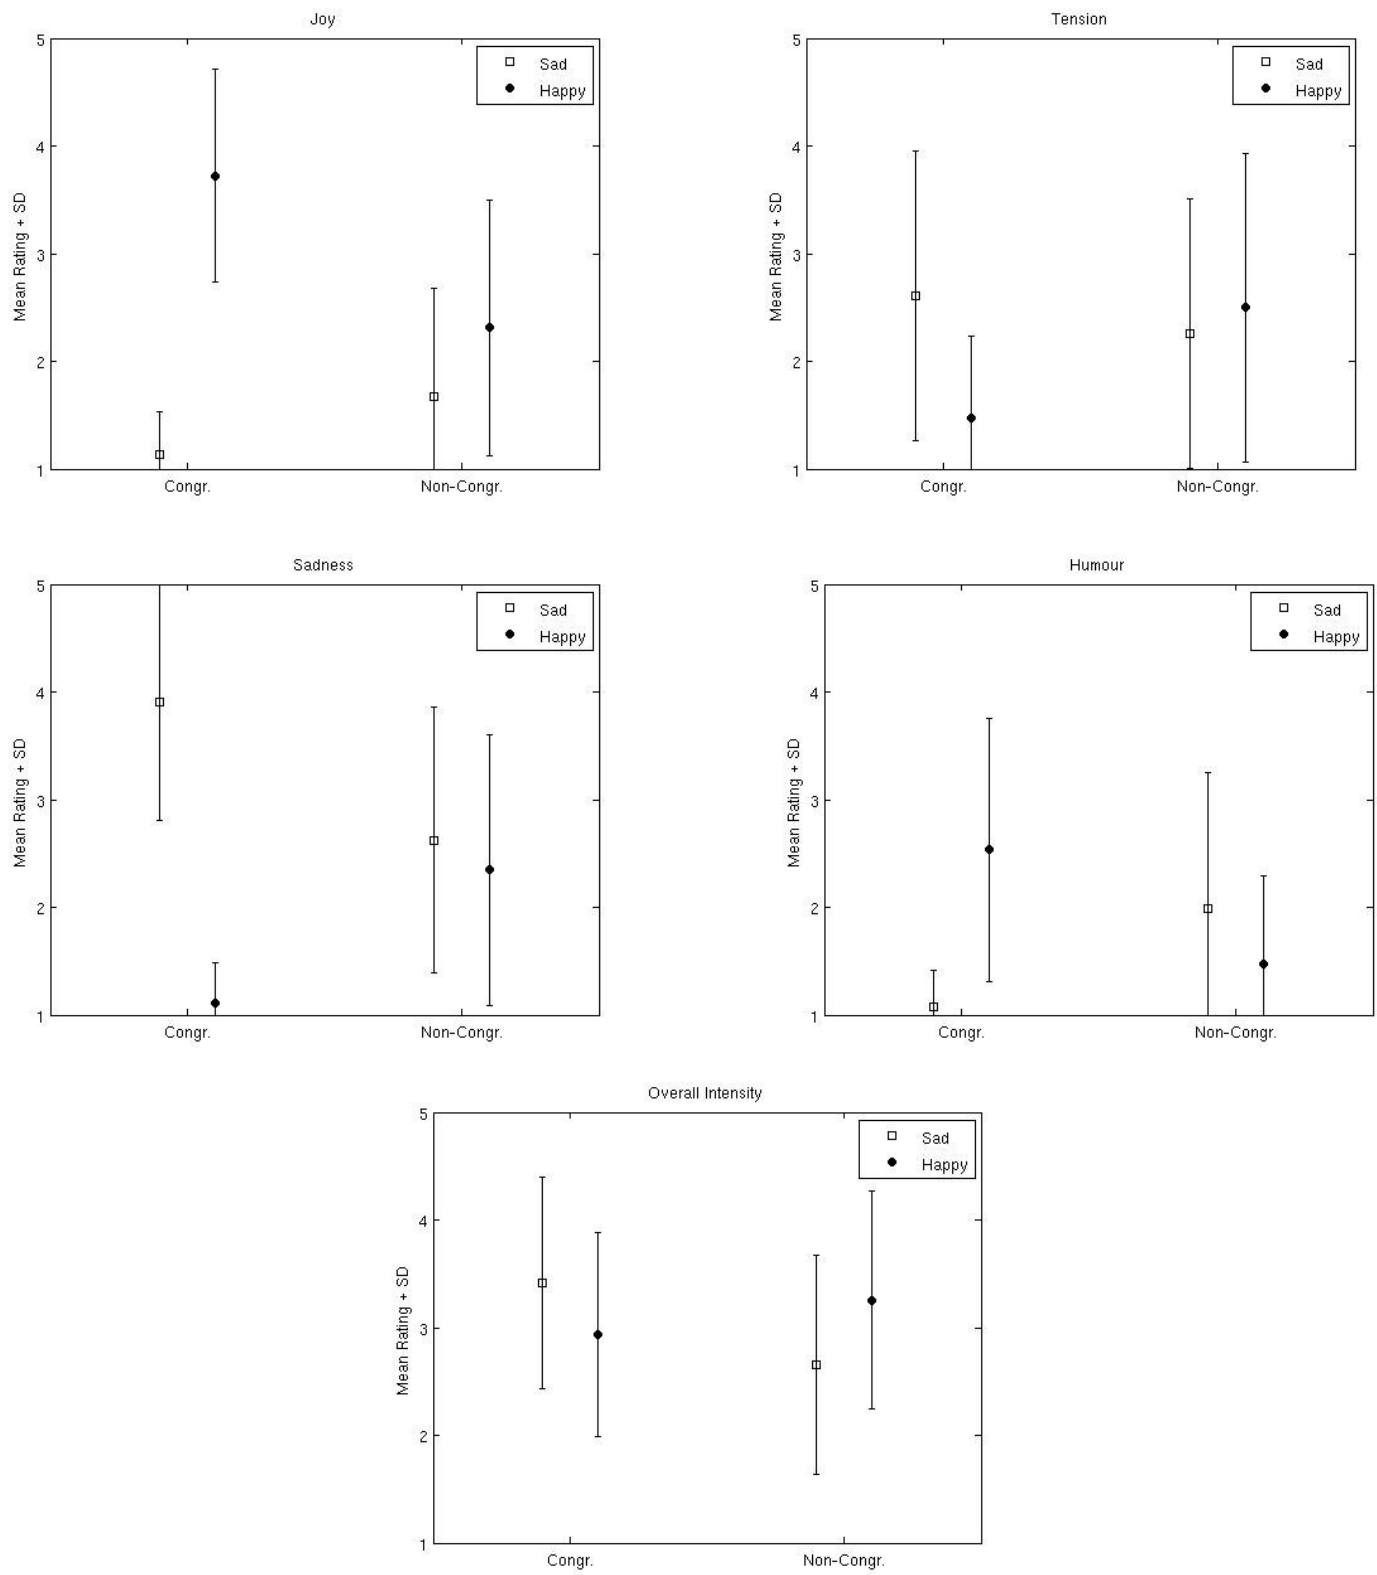 Joy
5
4
3
2
1
Mean Rating + SD
Sad
Happy
Congr.
Non-Congr.
Tension
5
4
3
2
1
Mean Rating + SD
Sad
Happy
Congr.
Non-Congr.
Sadness
5
4
3
2
1
Mean Rating + SD
Sad
Happy
Congr.
Non-Congr.
Humour
5
4
3
2
1
Mean Rating + SD
Sad
Happy
Congr.
Non-Congr.
Overall Intensity
5
4
3
2
1
Mean Rating + SD
Sad
Happy
Congr.
Non-Congr.